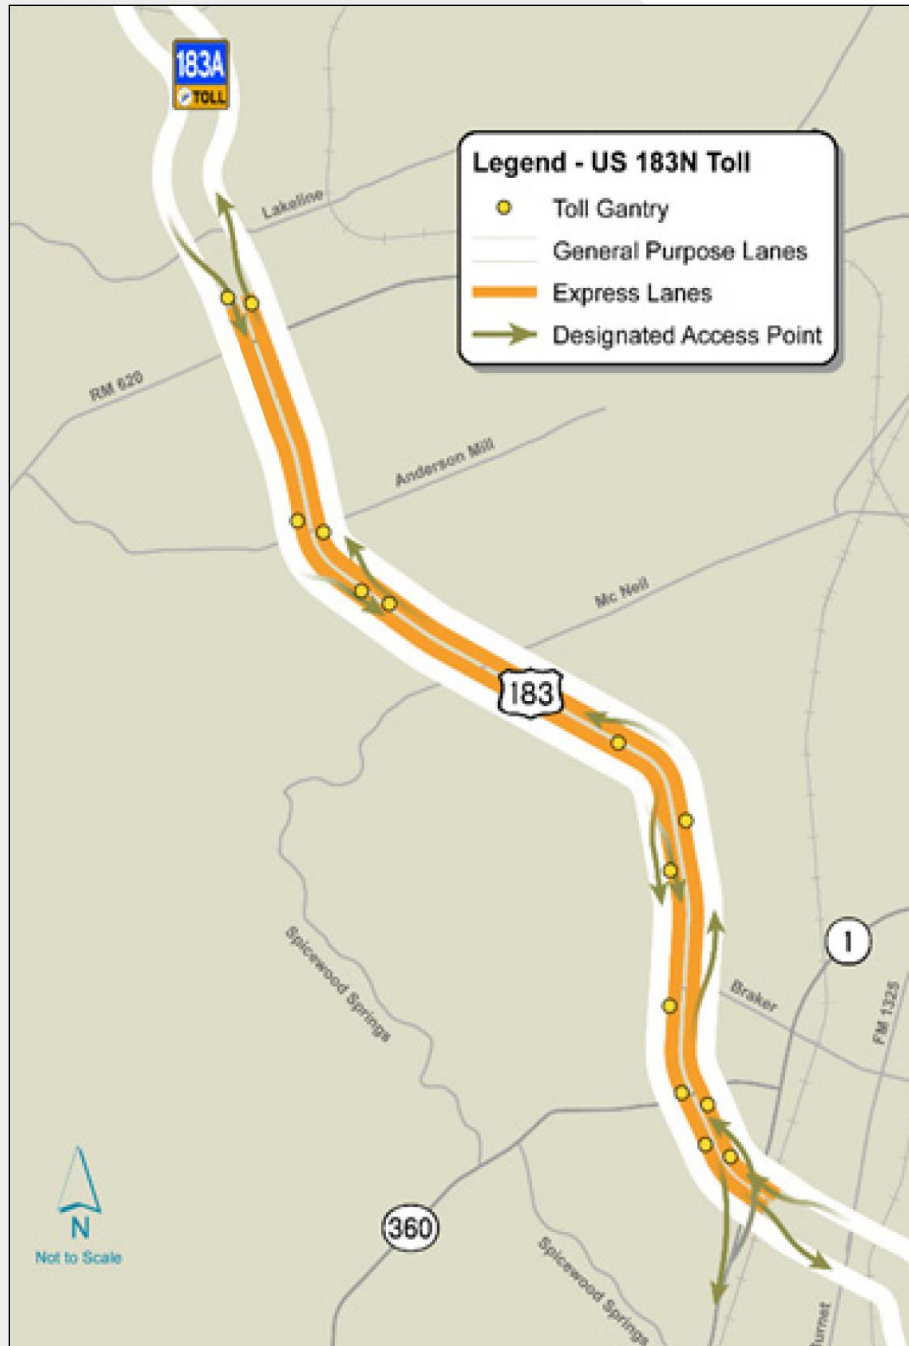 183A
TOLL
Legend - US 183N Toll
Toll Gantry
General Purpose Lanes
Express Lanes
Designated Access Point
Lakeline
RM 620
Anderson Mill
Mc Neil
183
1
Spicewood Springs
Braker
FM 1325
360
N
Not to Scale
Spicewood Springs
Burnet